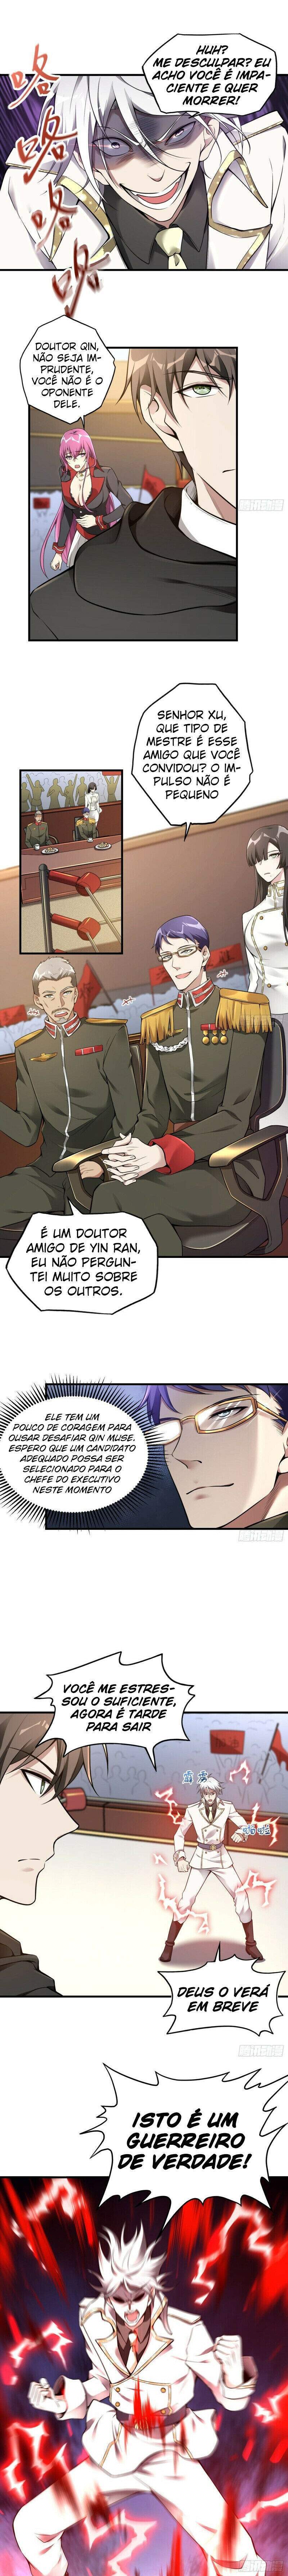 HUH?
ME DESCULPAR? EU
ACHO VOCÊ É IMPA-
CIENTE E QUER
MORRER!
咯
咯
咯
咯
DOUTOR QIN,
NÃO SEJA IM-
PRUDENTE,
VOCÊ NÃO É O
OPONENTE
DELE.
SENHOR XU,
QUE TIPO DE
MESTRE É ESSE
AMIGO QUE VOCÊ
CONVIDOU? O IM-
PULSO NÃO É
PEQUENO
É UM DOUTOR
AMIGO DE YIN RAN,
EU NÃO PERGUN-
TEI MUITO SOBRE
OS OUTROS.
ELE TEM UM
POUCO DE CORAGEM PARA
OUSAR DESAFIAR QIN MUSE.
ESPERO QUE UM CANDIDATO
ADEQUADO POSSA SER
SELECIONADO PARA O
CHEFE DO EXECUTIVO
NESTE MOMENTO
VOCÊ ME ESTRES-
SOU O SUFICIENTE,
AGORA É TARDE
PARA SAIR
DEUS O VERÁ
EM BREVE
ISTO É UM
GUERREIRO
DE VERDADE!